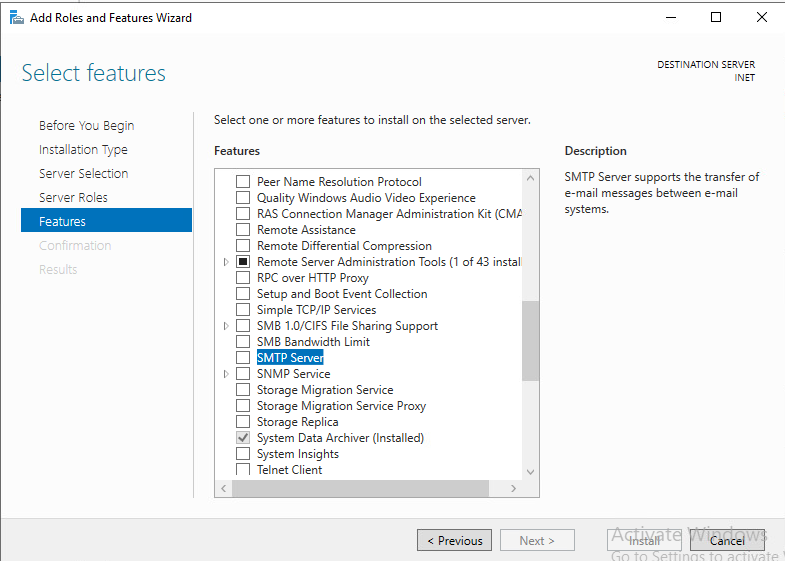 Add Roles and Features Wizard
Select features
DESTINATION SERVER
INET
Before You Begin
Installation Type
Server Selection
Server Roles
Features
Confirmation
Results
Select one or more features to install on the selected server.
Features
Peer Name Resolution Protocol
Quality Windows Audio Video Experience
RAS Connection Manager Administration Kit (CMA
Remote Assistance
Remote Differential Compression
Remote Server Administration Tools (1 of 43 instal
RPC over HTTP Proxy
Setup and Boot Event Collection
Simple TCP/IP Services
SMB 1.0/CIFS File Sharing Support
SMB Bandwidth Limit
SMTP Server
SNMP Service
Storage Migration Service
Storage Migration Service Proxy
Storage Replica
System Data Archiver (Installed)
System Insights
Telnet Client
Description
SMTP Server supports the transfer of
e-mail messages between e-mail
systems.
< Previous
Next >
Install
Cancel
Activate Windows
Go to Settings to activate